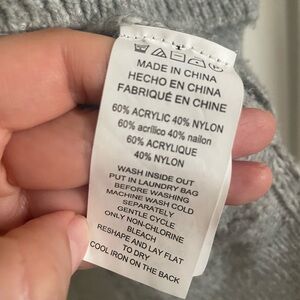 MADE IN CHINA
HECHO EN CHINA
FABRIQUÉ EN CHINE
60% ACRYLIC 40% NYLON
60% acrílico 40% nailon
60% ACRYLIQUE
40% NYLON
WASH INSIDE OUT
PUT IN LAUNDRY BAG
BEFORE WASHING
MACHINE WASH COLD
SEPARATELY
GENTLE CYCLE
ONLY NON-CHLORINE
BLEACH
RESHAPE AND LAY FLAT
TO DRY
COOL IRON ON THE BACK